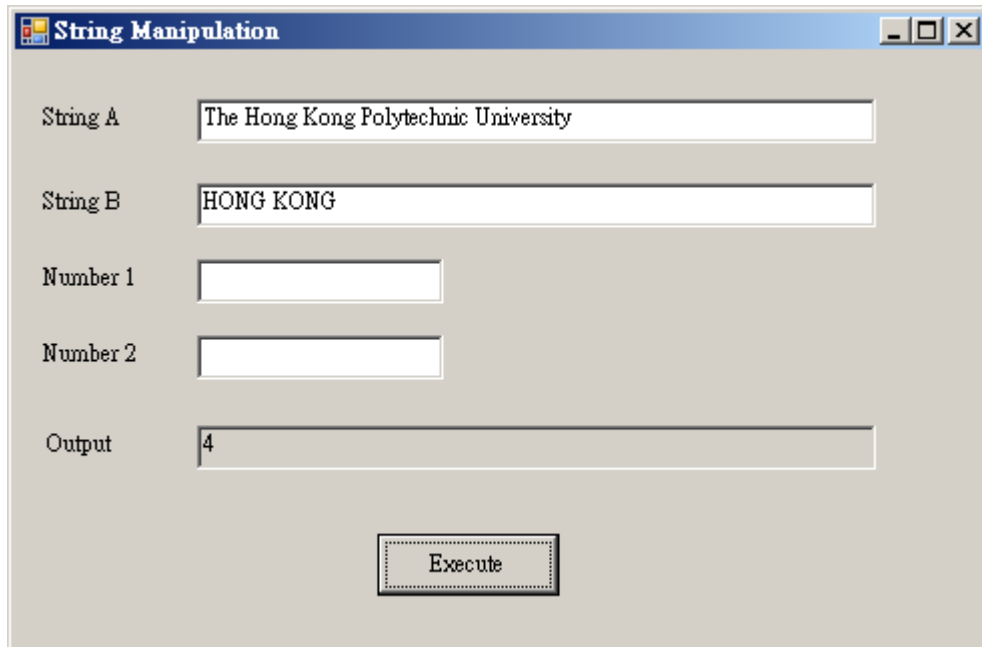 String Manipulation
String A The Hong Kong Polytechnic University
String B HONG KONG
Number 1
Number 2
Output 4
Execute